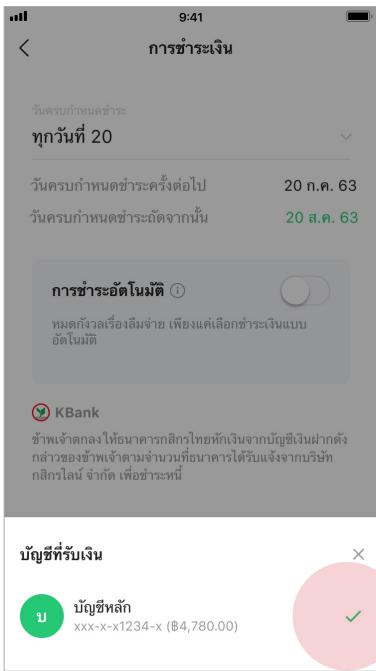 9:41
การชำระเงิน
วันครบกำหนดชำระ
ทุกวันที่ 20
วันครบกำหนดชำระครั้งต่อไป 20 ก.ค. 63
วันครบกำหนดชำระถัดจากนั้น 20 ส.ค. 63
การชำระอัตโนมัติ
หมดกังวลเรื่องลืมจ่าย เพียงแค่เลือกชำระเงินแบบ
อัตโนมัติ
KBank
ข้าพเจ้าตกลงให้ธนาคารกสิกรไทยหักเงินจากบัญชีเงินฝากดัง
กล่าวของข้าพเจ้าตามจำนวนที่ธนาคารได้รับแจ้งจากบริษัท
กสิกรไลน์ จำกัด เพื่อชำระหนี้
บัญชีที่รับเงิน
บ
บัญชีหลัก
xxx-x-x1234-x (฿4,780.00)